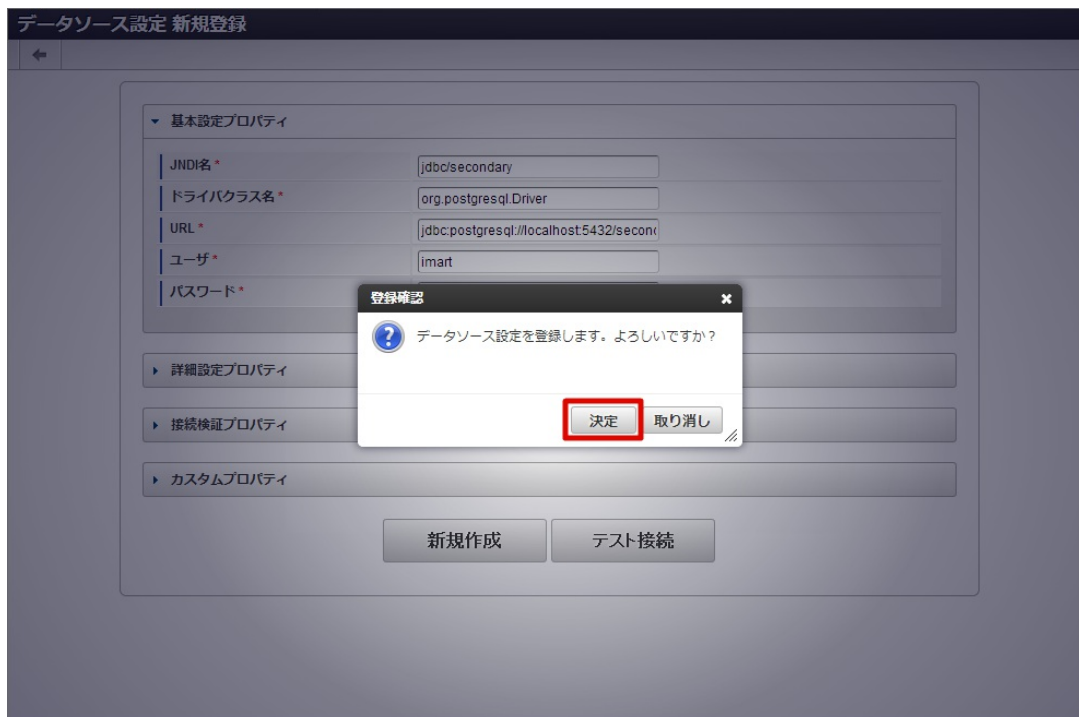 データソース設定 新規登録
基本設定プロパティ
JNDI名 * jdbc/secondary
ドライバクラス名 * org.postgresql.Driver
URL * jdbc:postgresql://localhost:5432/secon
ユーザ * imart
パスワード *
登録確認
データソース設定を登録します。よろしいですか？
決定 取り消し
詳細設定プロパティ
接続検証プロパティ
カスタムプロパティ
新規作成 テスト接続